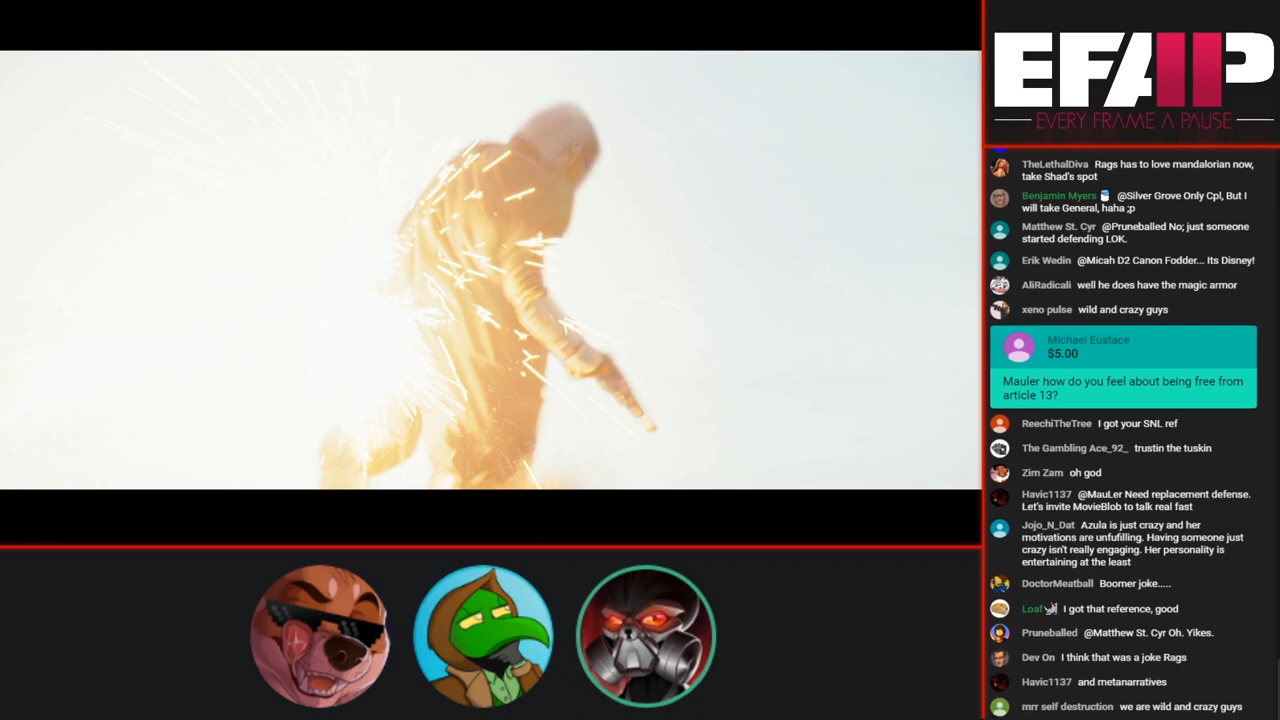 EFAP
EVERY FRAME A PAUSE
TheLethalDiva Rags has to love mandalorian now,
take Shad's spot
Benjamin Myers @Silver Grove Only Cpl, But I
will take General, haha ;p
Matthew St. Cyr @Pruneballed No; just someone
started defending LOK.
Erik Wedin @Micah D2 Canon Fodder... Its Disney!
AliRadicali well he does have the magic armor
xeno pulse wild and crazy guys
Michael Eustace
$5.00
Mauler how do you feel about being free from
article 13?
ReechiTheTree I got your SNL ref
The Gambling Ace_92_ trustin the tuskin
Zim Zam oh god
Havic1137 @MauLer Need replacement defense.
Let's invite MovieBlob to talk real fast
Jojo_N_Dat Azula is just crazy and her
motivations are unfufilling. Having someone just
crazy isn't really engaging. Her personality is
entertaining at the least
DoctorMeatball Boomer joke.....
Loaf I got that reference, good
Pruneballed @Matthew St. Cyr Oh. Yikes.
Dev On I think that was a joke Rags
Havic1137 and metanarratives
mrr self destruction we are wild and crazy guys